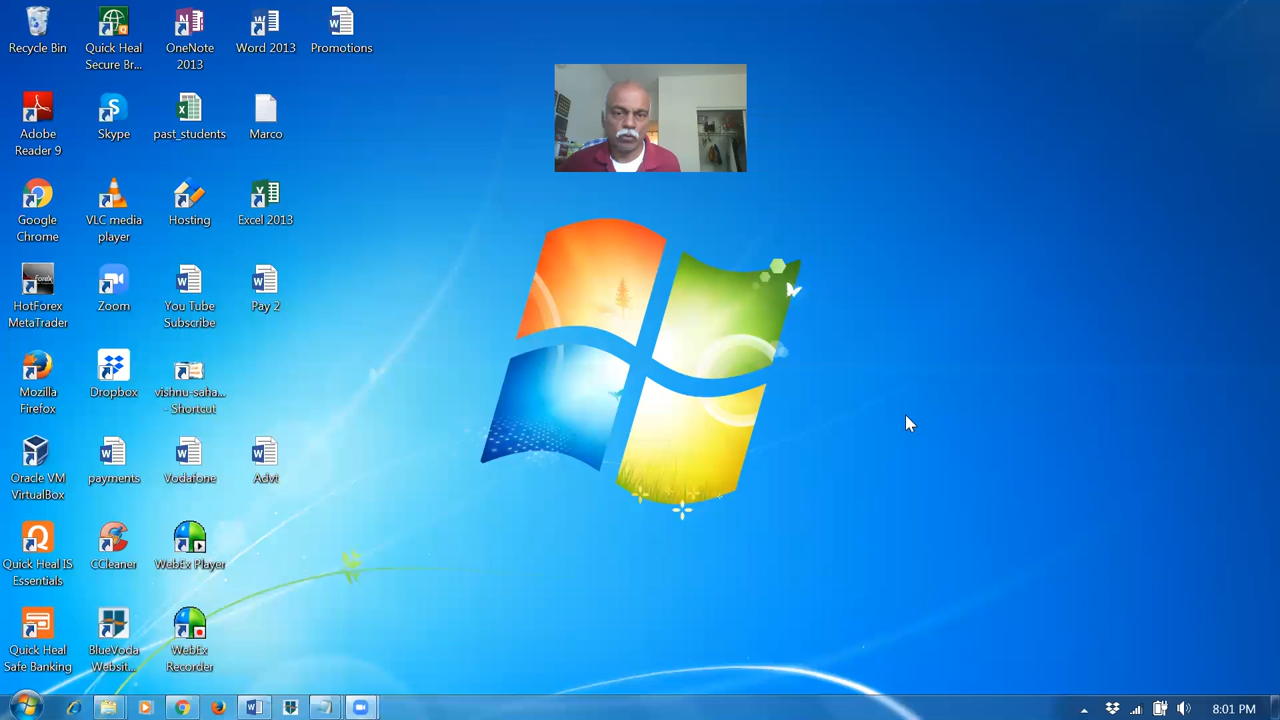 Recycle Bin
Quick Heal
Secure Br...
OneNote
2013
Word 2013
Promotions
Adobe
Reader 9
Skype
past_students
Marco
Google
Chrome
VLC media
player
Hosting
Excel 2013
HotForex
MetaTrader
Zoom
You Tube
Subscribe
Pay 2
Mozilla
Firefox
Dropbox
vishnu-saha...
- Shortcut
Oracle VM
VirtualBox
payments
Vodafone
Advt
Quick Heal IS
Essentials
CCleaner
WebEx Player
Quick Heal
Safe Banking
BlueVoda
Websit...
WebEx
Recorder
8:01 PM